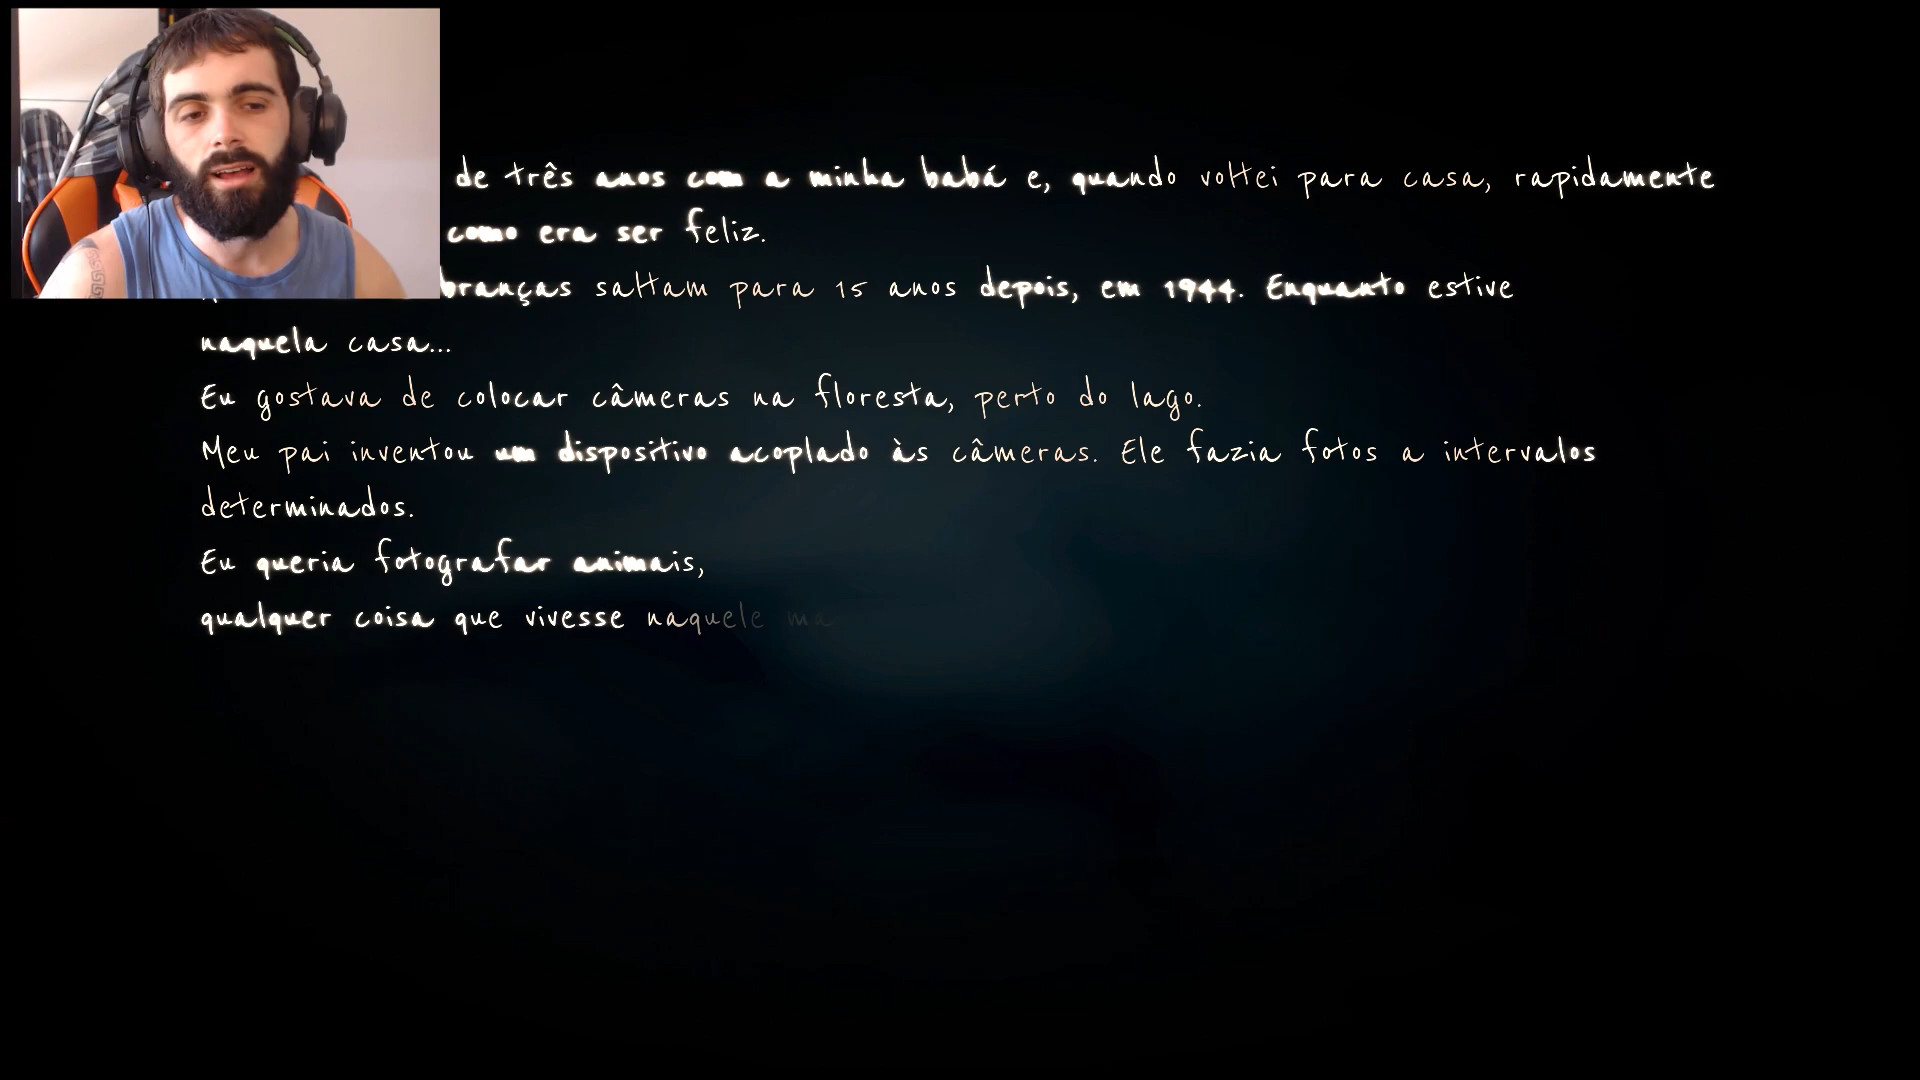 de três anos com a minha babá e, quando voltei para casa, rapidamente
como era ser feliz.
branças saltam para 15 anos depois, em 1944. Enquanto estive
naquela casa...
Eu gostava de colocar câmeras na floresta, perto do lago.
Meu pai inventou um dispositivo acoplado às câmeras. Ele fazia fotos a intervalos
determinados.
Eu queria fotografar animais,
qualquer coisa que vivesse naquele ma